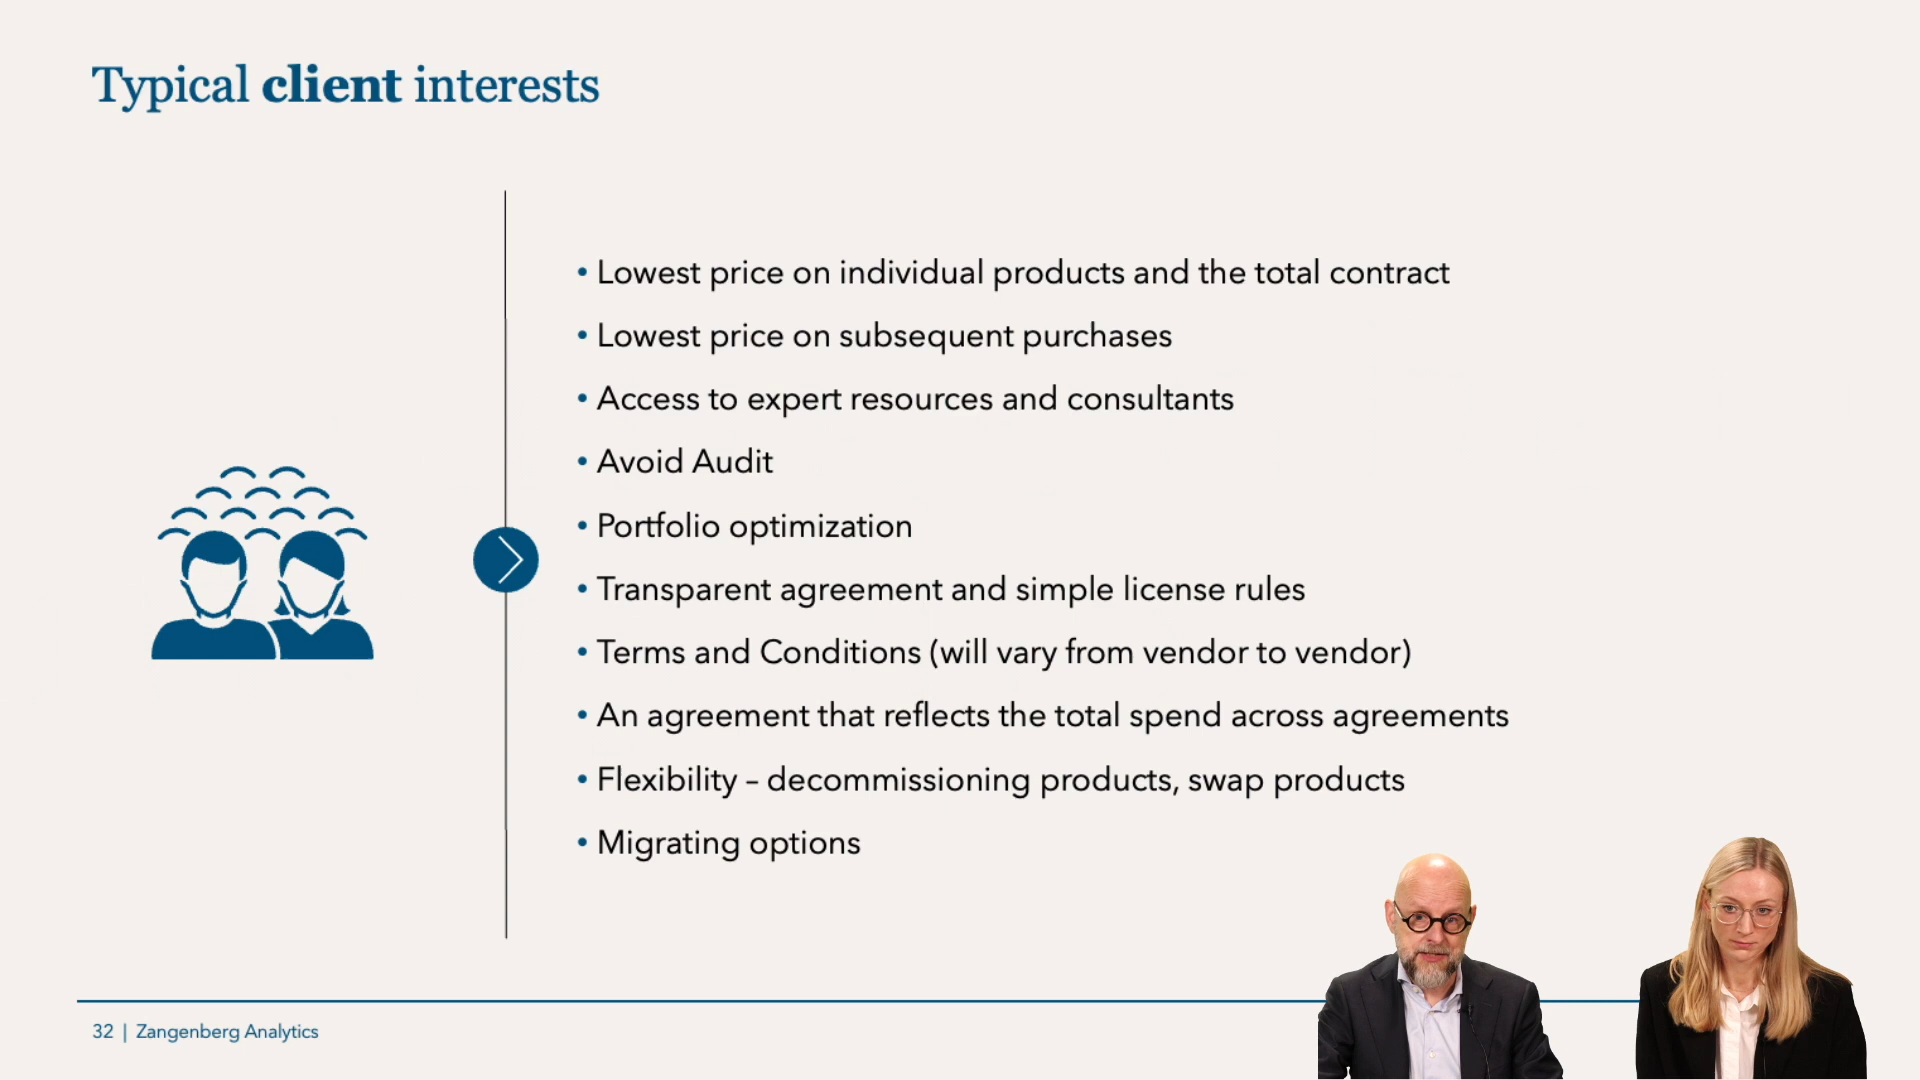 Typical client interests
• Lowest price on individual products and the total contract
• Lowest price on subsequent purchases
• Access to expert resources and consultants
• Avoid Audit
• Portfolio optimization
• Transparent agreement and simple license rules
• Terms and Conditions (will vary from vendor to vendor)
• An agreement that reflects the total spend across agreements
• Flexibility – decommissioning products, swap products
• Migrating options
32 | Zangenberg Analytics